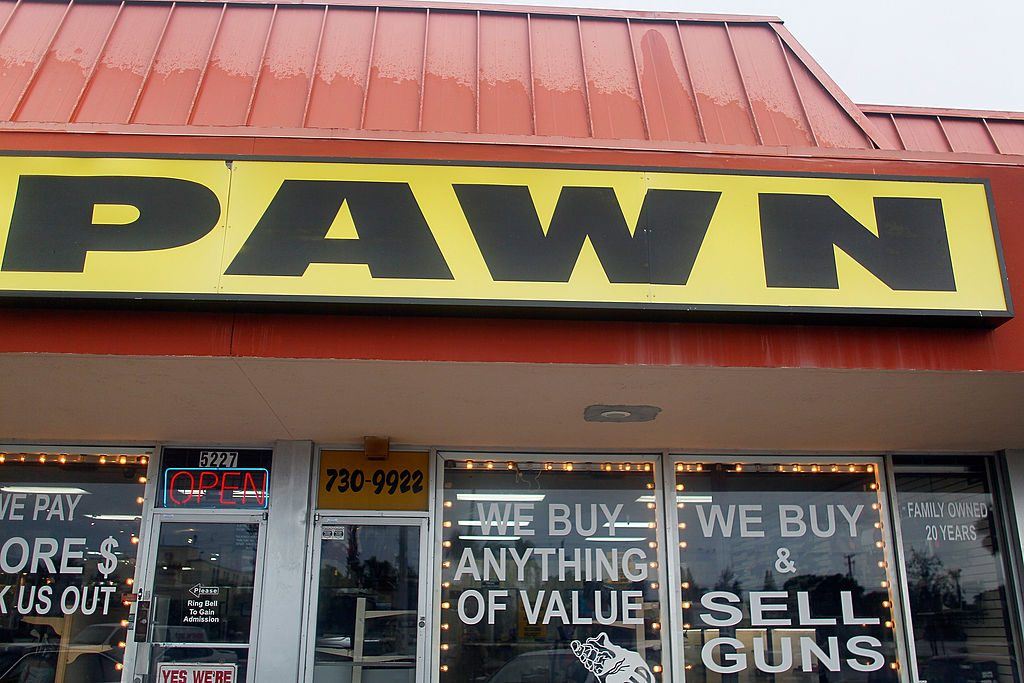 PAWN
5227
OPEN
730-9922
WE PAY
ORE $
K US OUT
Please
Ring Bell
To Gain
Admission
YES WE'RE
WE BUY
ANYTHING
OF VALUE
WE BUY
&
SELL
GUNS
FAMILY OWNED
20 YEARS